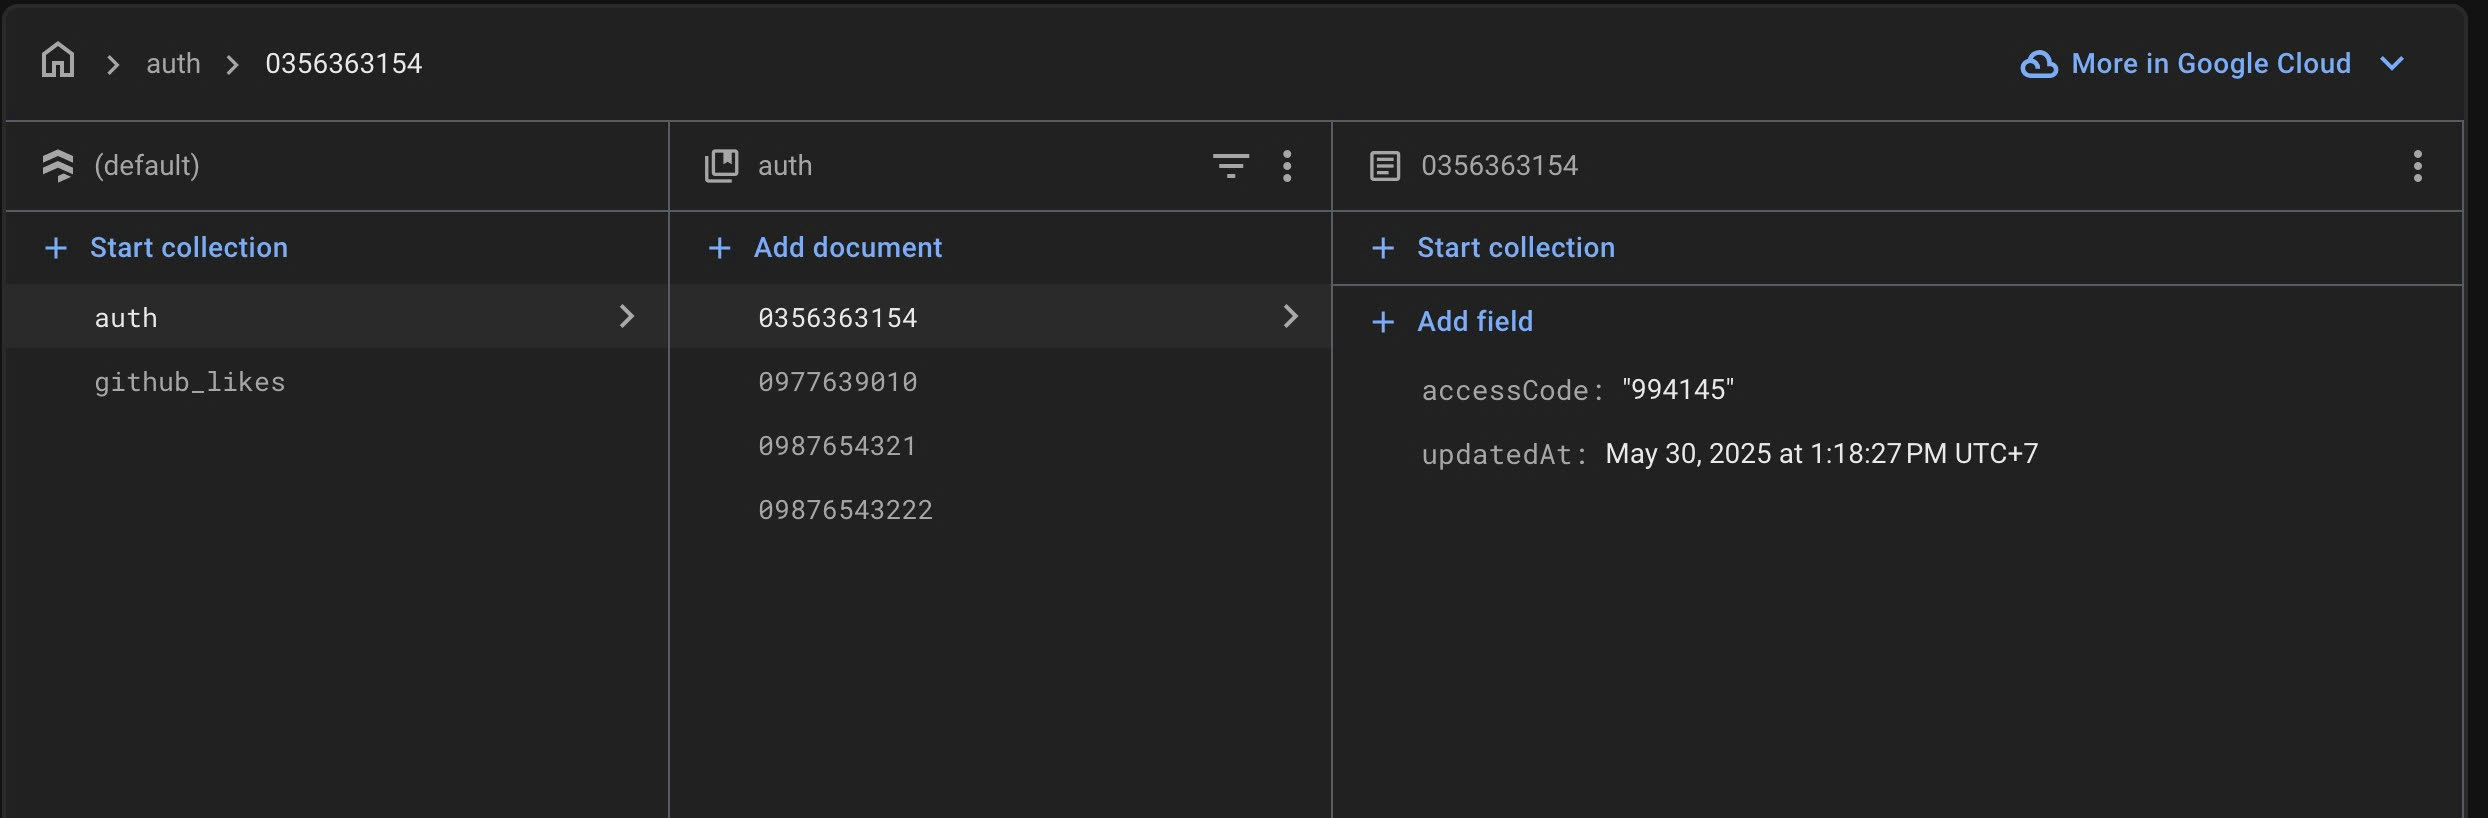 auth 0356363154 More in Google Cloud
(default)
Start collection
auth
github_likes
auth
Add document
0356363154
0977639010
0987654321
09876543222
0356363154
Start collection
Add field
accessCode: "994145"
updatedAt: May 30, 2025 at 1:18:27 PM UTC+7